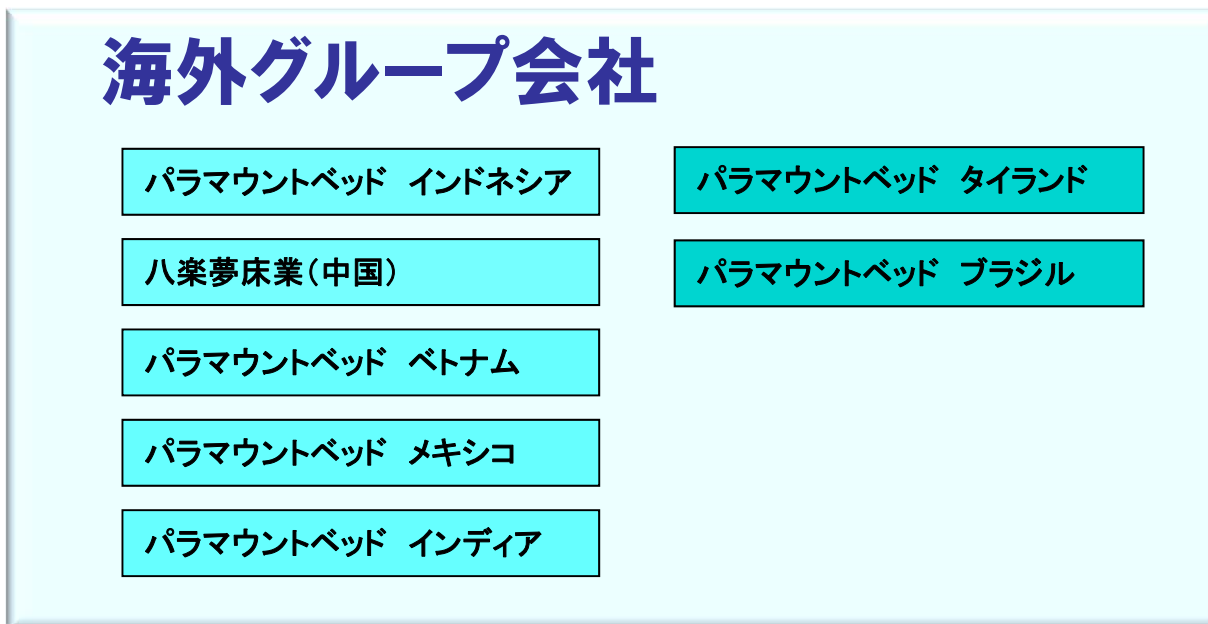 海外グループ会社
パラマウントベッド　インドネシア
八楽夢床業(中国)
パラマウントベッド　ベトナム
パラマウントベッド　メキシコ
パラマウントベッド　インディア
パラマウントベッド　タイランド
パラマウントベッド　ブラジル